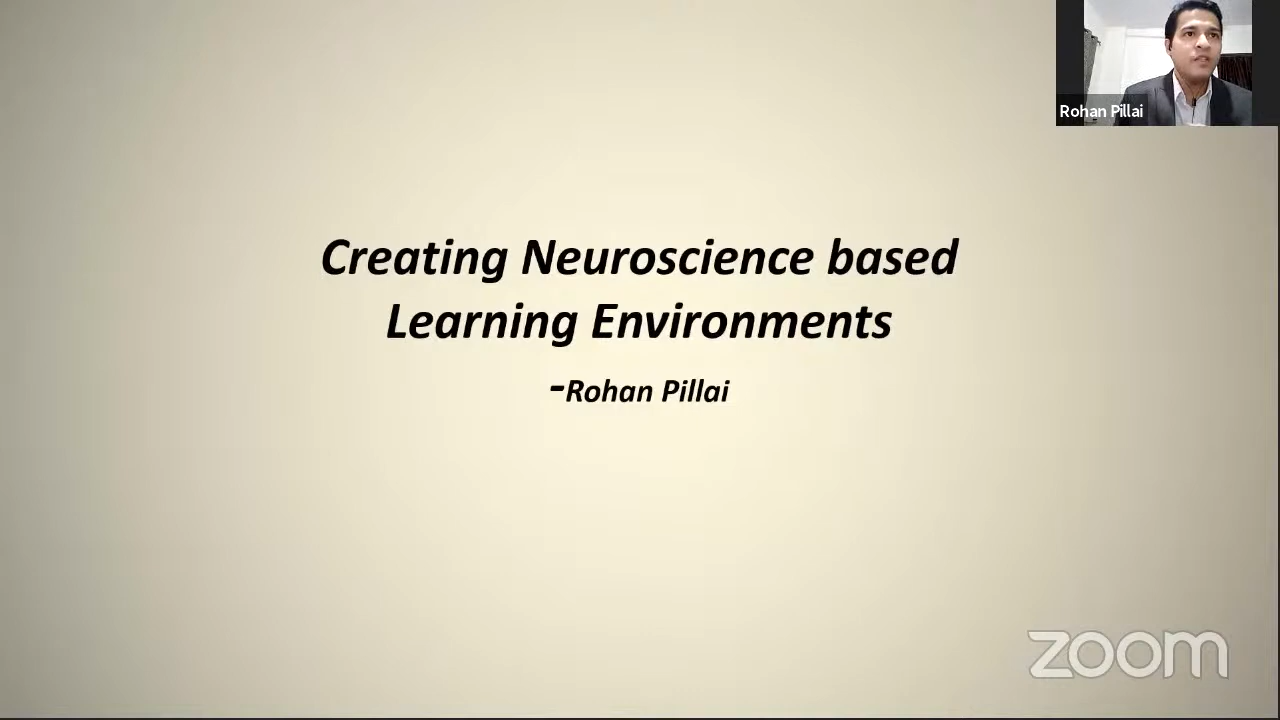 Rohan Pillai
Creating Neuroscience based
Learning Environments
-Rohan Pillai
zoom